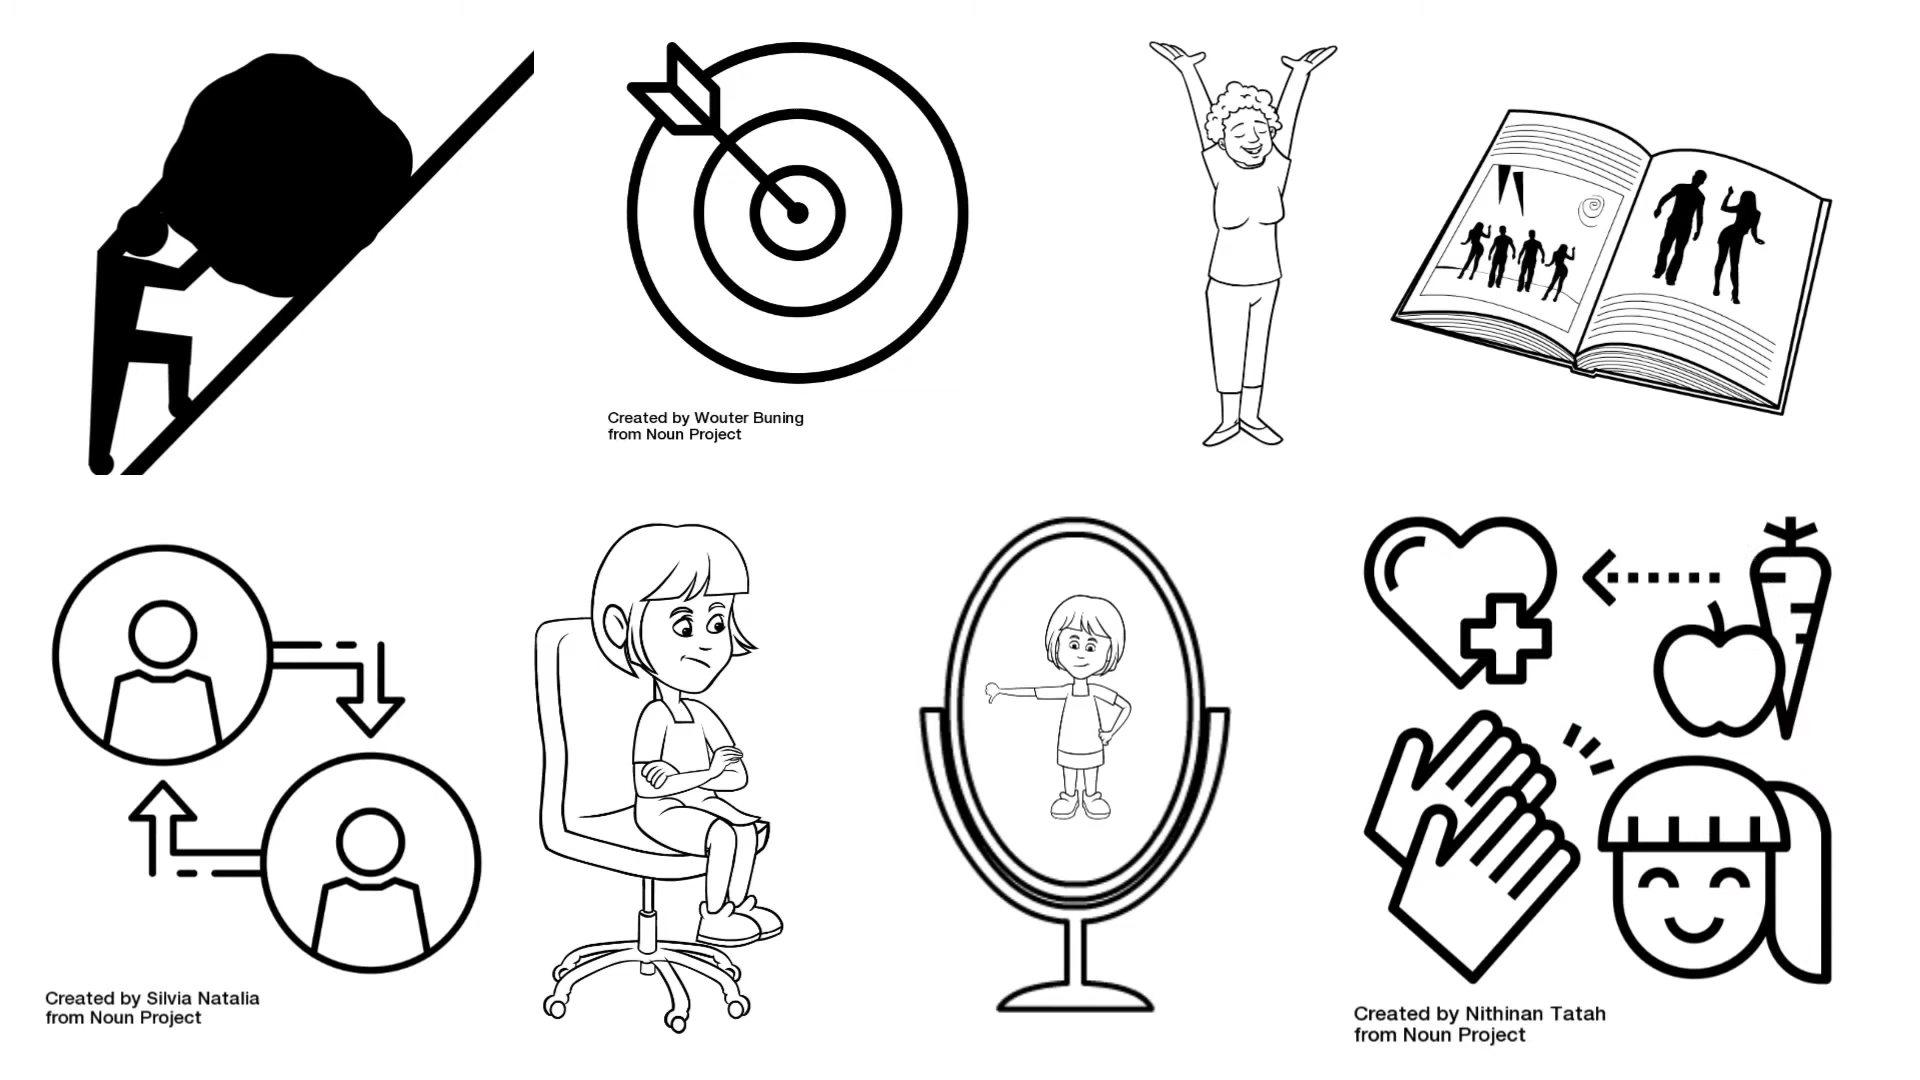 Created by Wouter Buning
from Noun Project
Created by Silvia Natalia
from Noun Project
Created by Nithinan Tatah
from Noun Project